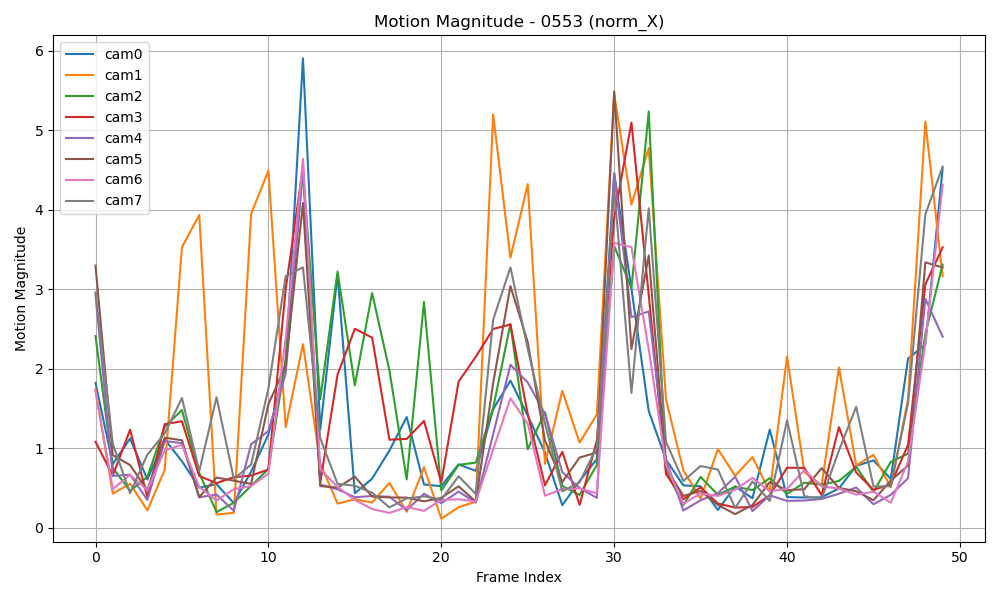 Motion Magnitude - 0553 (norm_X)
cam0
cam1
cam2
cam3
cam4
cam5
cam6
cam7
Motion Magnitude
6
5
4
3
2
1
0
0 10 20 30 40 50
Frame Index